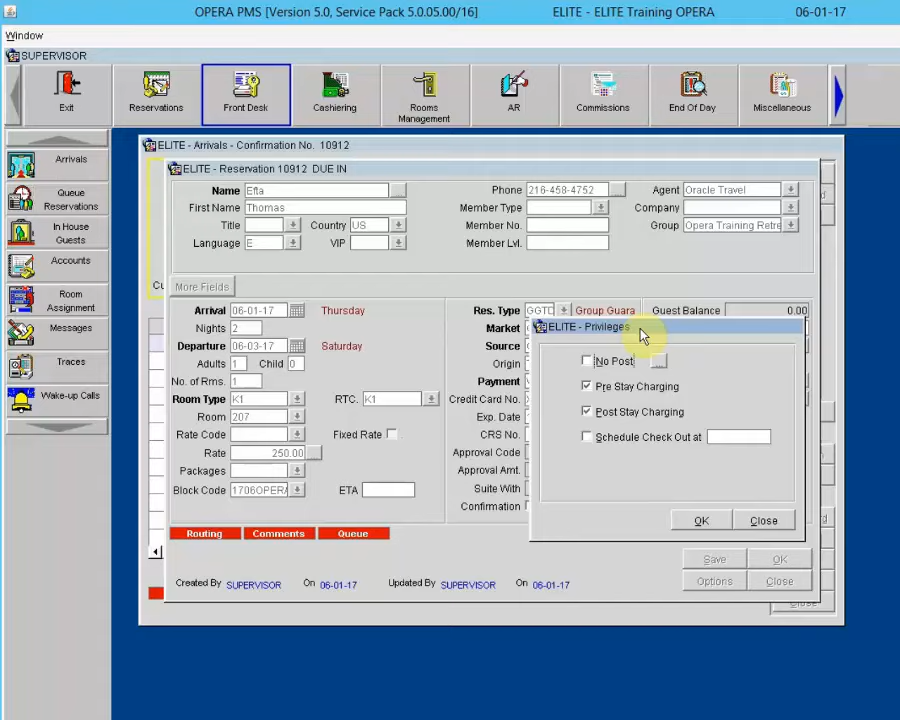 OPERA PMS [Version 5.0, Service Pack 5.0.05.00/16] ELITE - ELITE Training OPERA 06-01-17
Window
SUPERVISOR
Exit Reservations Front Desk Cashiering Rooms Management AR Commissions End Of Day Miscellaneous
Arrivals
Queue Reservations
In House Guests
Accounts
Room Assignment
Messages
Traces
Wake-up Calls
ELITE - Arrivals - Confirmation No. 10912
ELITE - Reservation 10912 DUE IN
Name Efta Phone 216-458-4752 Agent Oracle Travel
First Name Thomas Member Type Company
Title Country US Member No. Group Opera Training Retre
Language E VIP Member Lvl.
More Fields
Arrival 06-01-17 Thursday Res. Type GGTD Group Guara Guest Balance 0.00
Nights 2 Market
Departure 06-03-17 Saturday Source
Adults 1 Child 0 Origin
No. of Rms. 1 Payment
Room Type K1 RTC. K1 Credit Card No.
Room 207 Exp. Date
Rate Code Fixed Rate CRS No.
Rate 250.00 Approval Code
Packages Approval Amt.
Block Code 1706OPERA ETA Suite With
Confirmation
Routing Comments Queue
Save OK
Options Close
Created By SUPERVISOR On 06-01-17 Updated By SUPERVISOR On 06-01-17
Close
ELITE - Privileges
No Post ...
Pre Stay Charging
Post Stay Charging
Schedule Check Out at
OK Close